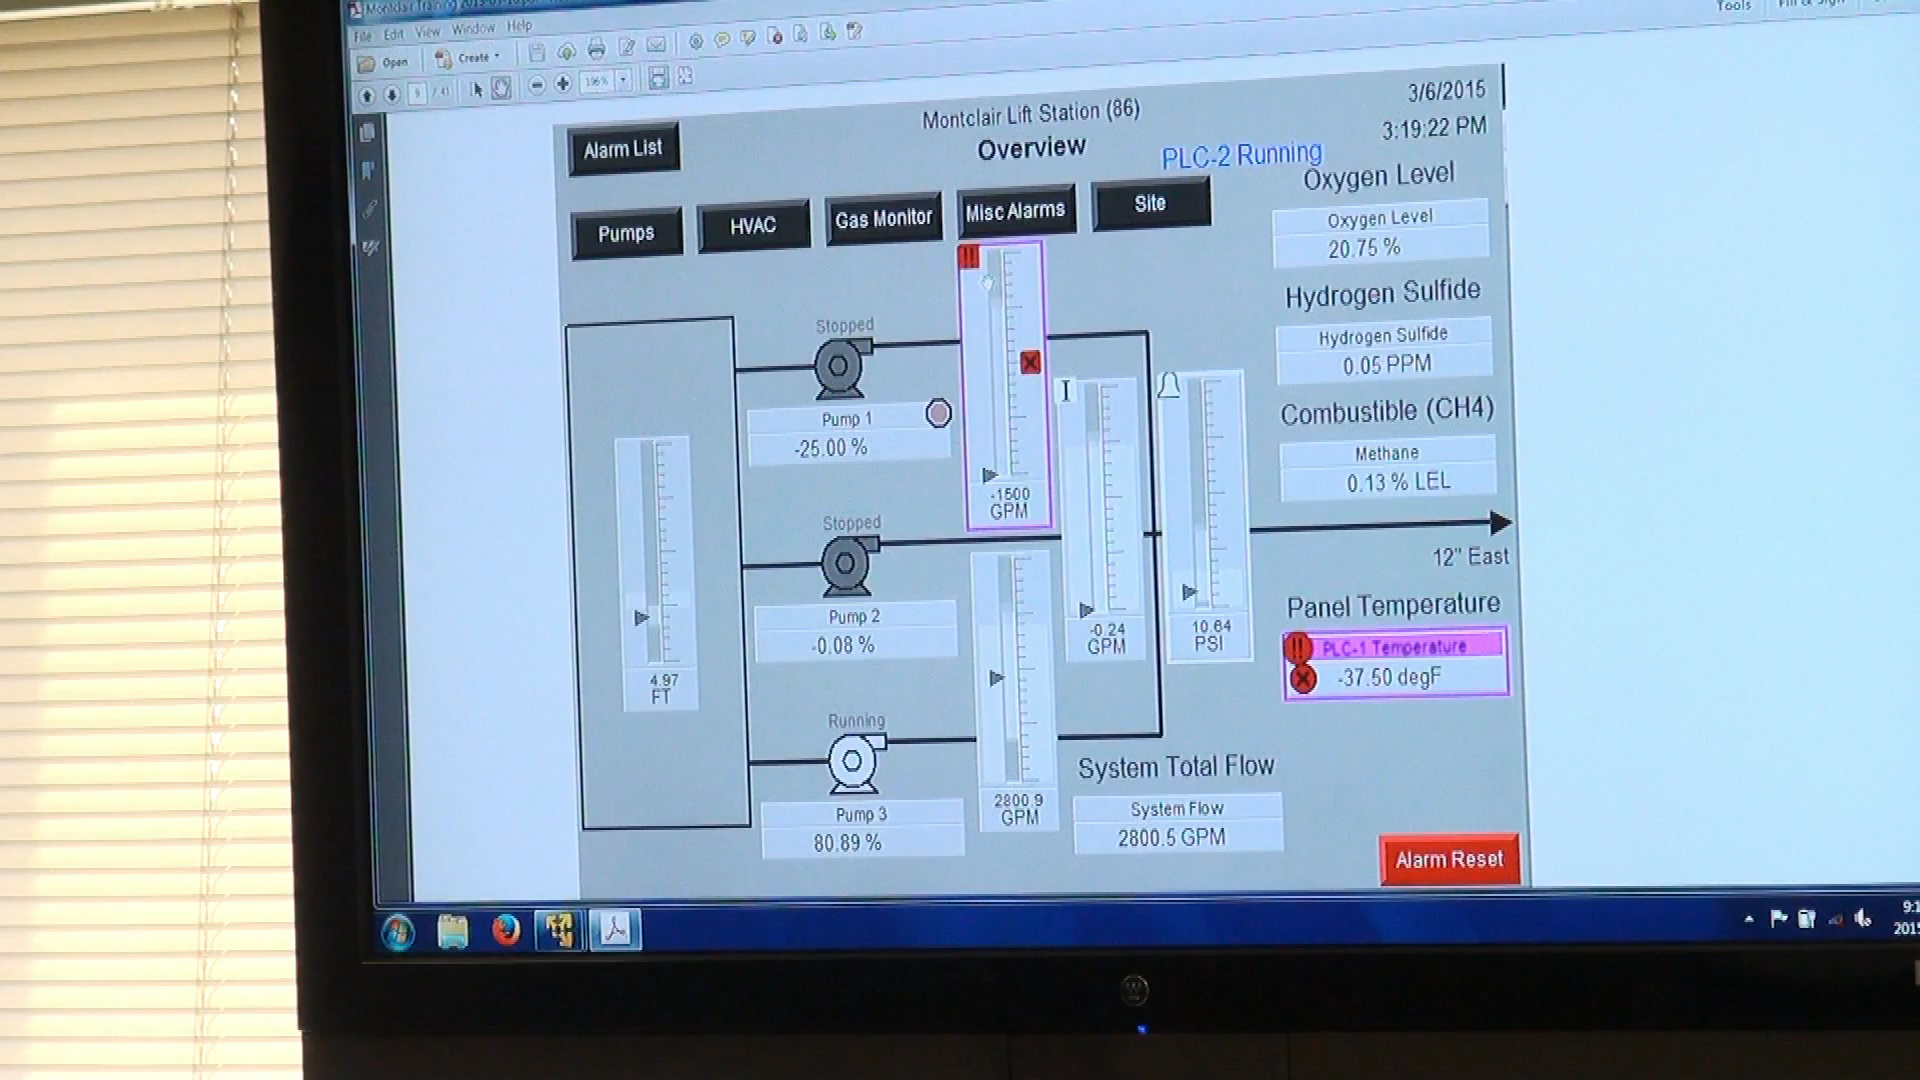 Montclair Training
File Edit View Window Help
Tools
Open
Create
9 / 41
196%
Montclair Lift Station (86)
Overview
3/6/2015
3:19:22 PM
Alarm List
PLC-2 Running
Pumps
HVAC
Gas Monitor
Misc Alarms
Site
Oxygen Level
Oxygen Level
20.75 %
Hydrogen Sulfide
Hydrogen Sulfide
0.05 PPM
Combustible (CH4)
Methane
0.13 % LEL
Stopped
Pump 1
-25.00 %
-1500
GPM
I
Stopped
Pump 2
-0.08 %
-0.24
GPM
10.64
PSI
12" East
4.97
FT
Panel Temperature
!! PLC-1 Temperature
-37.50 degF
Running
Pump 3
80.89 %
2800.9
GPM
System Total Flow
System Flow
2800.5 GPM
Alarm Reset